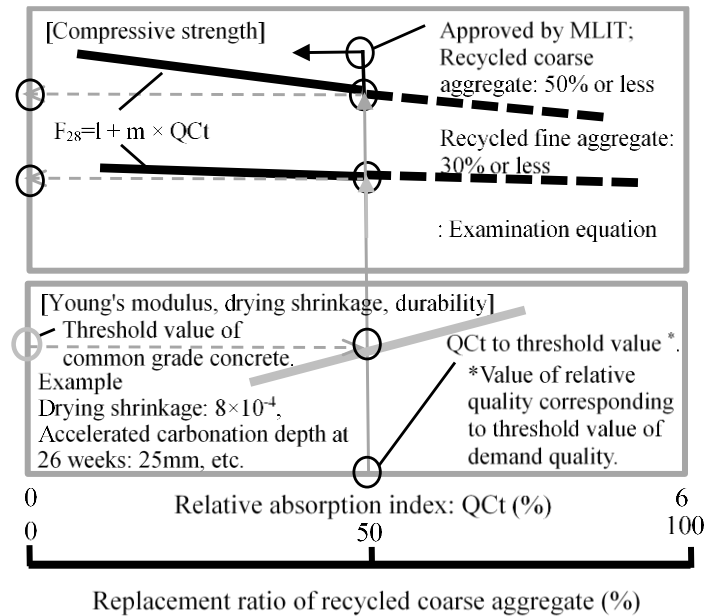 [Compressive strength]
Approved by MLIT;
Recycled coarse
aggregate: 50% or less
F₂₈=l + m × QCt
Recycled fine aggregate:
30% or less
: Examination equation
[Young's modulus, drying shrinkage, durability]
Threshold value of
common grade concrete.
QCt to threshold value *.
Example
Drying shrinkage: 8×10⁻⁴,
Accelerated carbonation depth at
26 weeks: 25mm, etc.
*Value of relative
quality corresponding
to threshold value of
demand quality.
0 6
Relative absorption index: QCt (%)
0 50 100
Replacement ratio of recycled coarse aggregate (%)